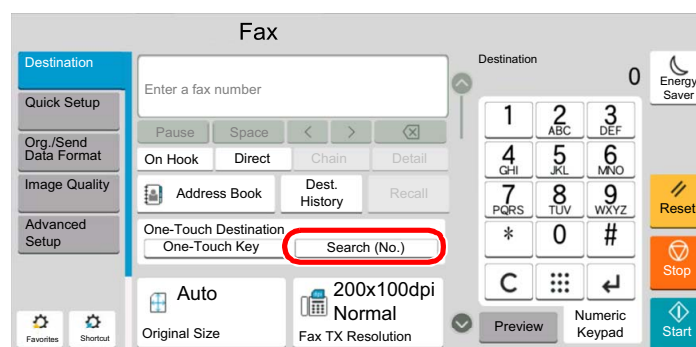 Fax
Destination
Quick Setup
Org./Send
Data Format
Image Quality
Advanced
Setup
Favorites
Shortcut
Enter a fax number
Pause
Space
<
>
On Hook
Direct
Chain
Detail
Address Book
Dest.
History
Recall
One-Touch Destination
One-Touch Key
Search (No.)
Auto
Original Size
200x100dpi
Normal
Fax TX Resolution
Destination
0
1
2
ABC
3
DEF
4
GHI
5
JKL
6
MNO
7
PQRS
8
TUV
9
WXYZ
*
0
#
C
Preview
Numeric
Keypad
Energy
Saver
Reset
Stop
Start